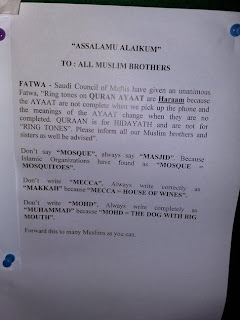 "ASSALAMU ALAIKUM"
TO : ALL MUSLIM BROTHERS
FATWA - Saudi Council of Muftis have given an unanimous
Fatwa, "Ring tones on QURAN AYAAT are Haraam because
the AYAAT are not complete when we pick up the phone and
the meanings of the AYAAT change when they are no
completed. QURAAN is for HIDAYATH and are not for
"RING TONES". Please inform all our Muslim brothers and
sisters as well be advised".
Don't say "MOSQUE", always say "MASJID". Because
Islamic Organizations have found as "MOSQUE =
MOSQUITOES".
Don't write "MECCA", Always write correctly as
"MAKKAH" because "MECCA = HOUSE OF WINES".
Don't write "MOHD", Always write completely as
"MUHAMMAD" because "MOHD = THE DOG WITH BIG
MOUTH".
Forward this to many Muslims as you can.